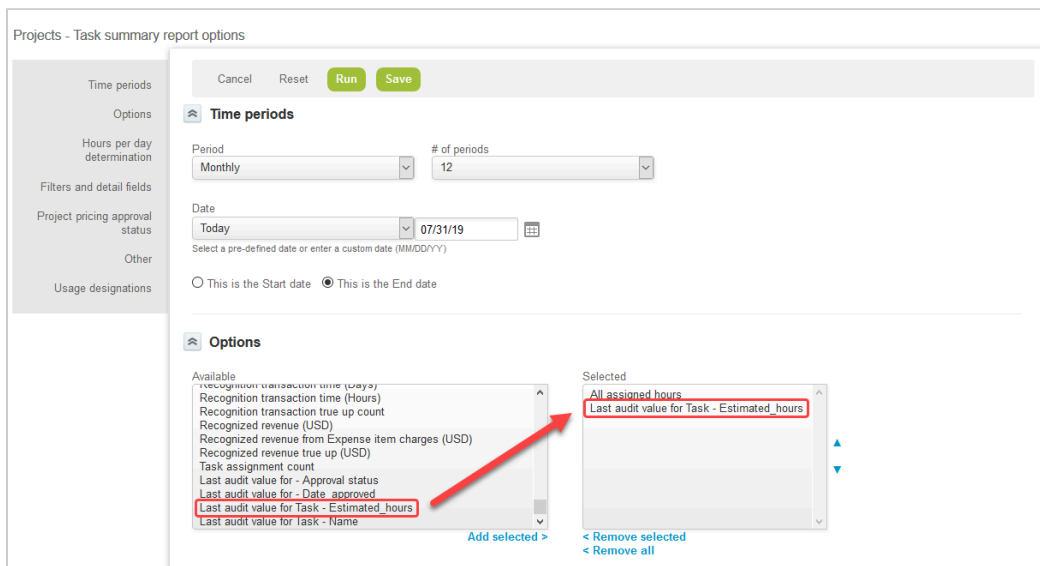 Projects - Task summary report options
Time periods
Options
Hours per day
determination
Filters and detail fields
Project pricing approval
status
Other
Usage designations
Cancel Reset Run Save
Time periods
Period # of periods
Monthly 12
Date
Today 07/31/19
Select a pre-defined date or enter a custom date (MM/DD/YY)
This is the Start date This is the End date
Options
Available Selected
Recognition transaction time (Days)
Recognition transaction time (Hours)
Recognition transaction true up count
Recognized revenue (USD)
Recognized revenue from Expense item charges (USD)
Recognized revenue true up (USD)
Task assignment count
Last audit value for - Approval status
Last audit value for - Date_approved
Last audit value for Task - Estimated_hours
Last audit value for Task - Name
All assigned hours
Last audit value for Task - Estimated_hours
Add selected > < Remove selected
< Remove all